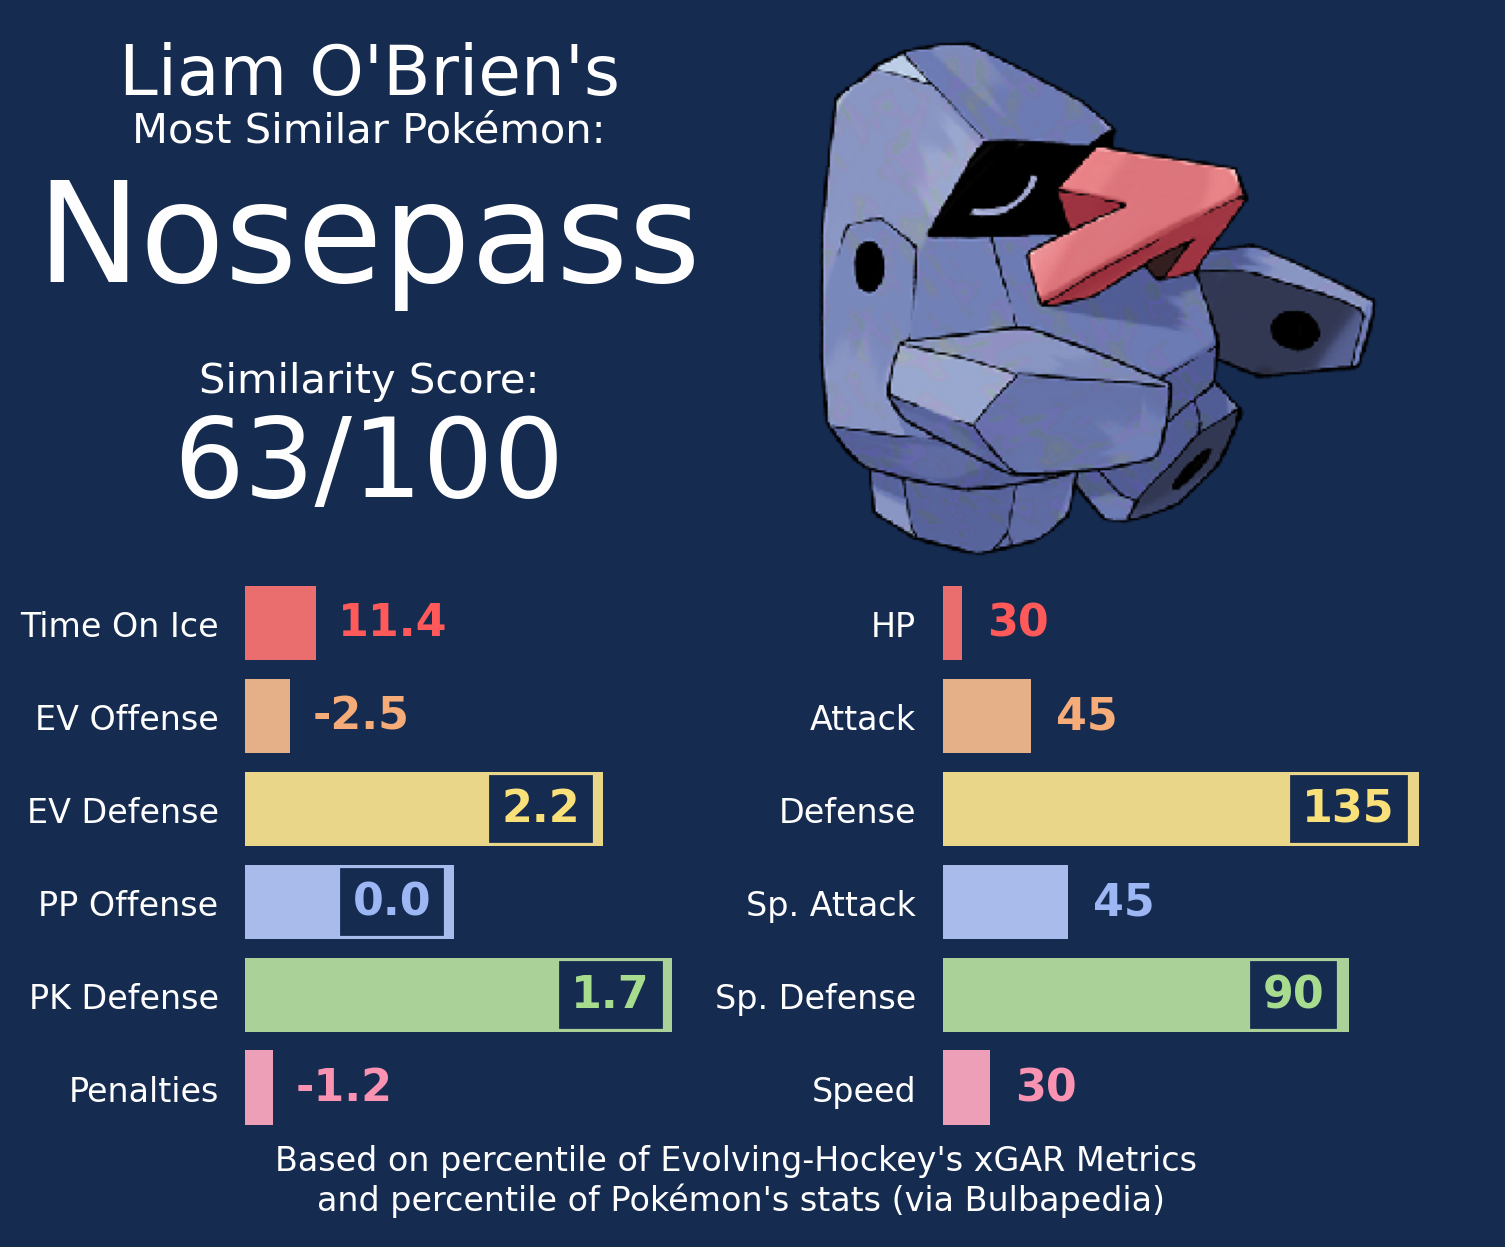 Liam O'Brien's
Most Similar Pokémon:
Nosepass
Similarity Score:
63/100
Time On Ice 11.4
EV Offense -2.5
EV Defense 2.2
PP Offense 0.0
PK Defense 1.7
Penalties -1.2
HP 30
Attack 45
Defense 135
Sp. Attack 45
Sp. Defense 90
Speed 30
Based on percentile of Evolving-Hockey's xGAR Metrics
and percentile of Pokémon's stats (via Bulbapedia)